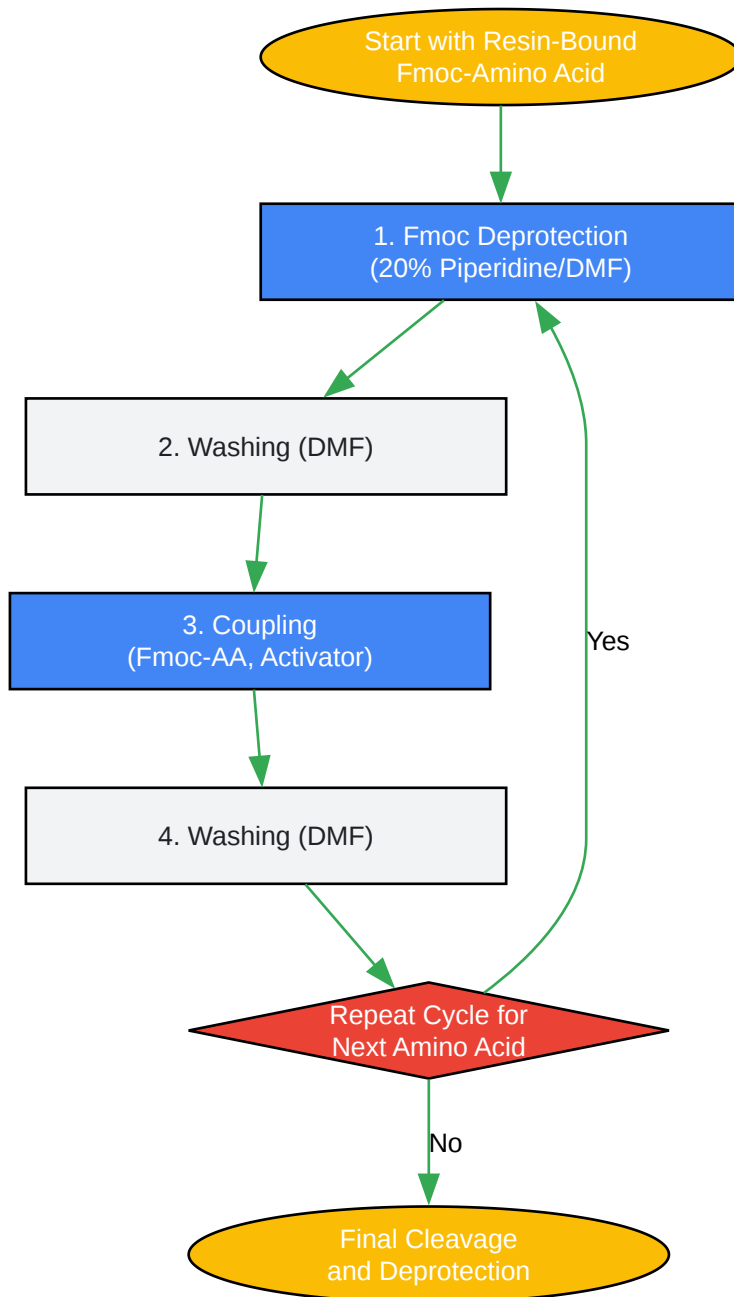 Start with Resin-Bound
Fmoc-Amino Acid
1. Fmoc Deprotection
(20% Piperidine/DMF)
2. Washing (DMF)
3. Coupling
(Fmoc-AA, Activator)
Yes
4. Washing (DMF)
Repeat Cycle for
Next Amino Acid
No
Final Cleavage
and Deprotection